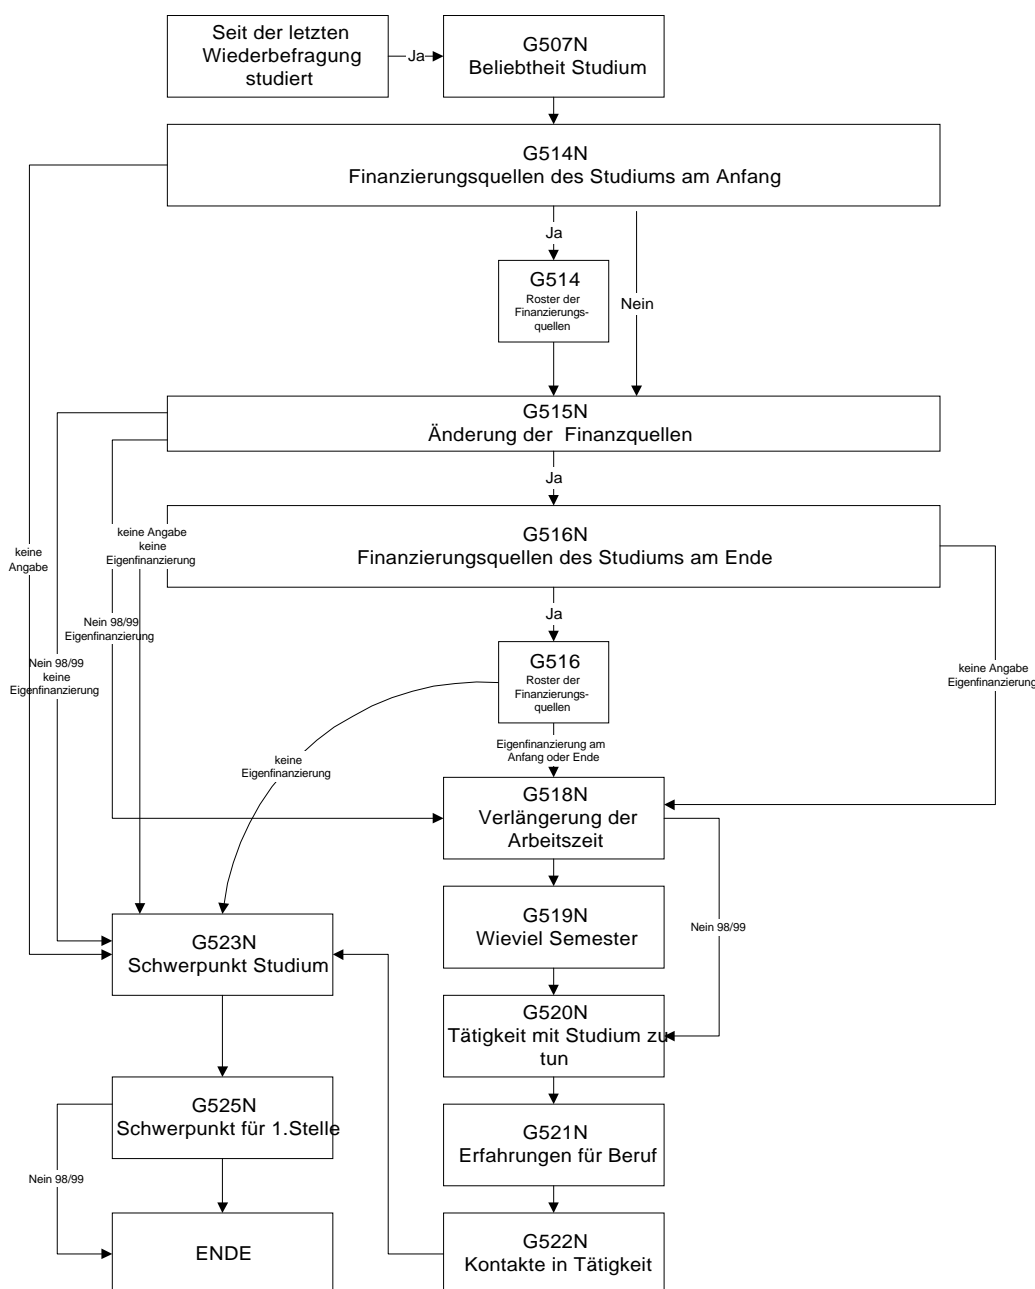 Seit der letzten
Wiederbefragung
studiert
Ja
G507N
Beliebtheit Studium
G514N
Finanzierungsquellen des Studiums am Anfang
Ja
G514
Roster der
Finanzierungs-
quellen
Nein
G515N
Änderung der Finanzquellen
Ja
G516N
Finanzierungsquellen des Studiums am Ende
keine Angabe
keine
Eigenfinanzierung
keine
Angabe
Nein 98/99
Eigenfinanzierung
Nein 98/99
keine
Eigenfinanzierung
Ja
G516
Roster der
Finanzierungs-
quellen
keine Angabe
Eigenfinanzierung
Eigenfinanzierung am
Anfang oder Ende
keine
Eigenfinanzierung
G518N
Verlängerung der
Arbeitszeit
G519N
Wieviel Semester
Nein 98/99
G523N
Schwerpunkt Studium
G520N
Tätigkeit mit Studium zu
tun
G525N
Schwerpunkt für 1.Stelle
G521N
Erfahrungen für Beruf
Nein 98/99
ENDE
G522N
Kontakte in Tätigkeit